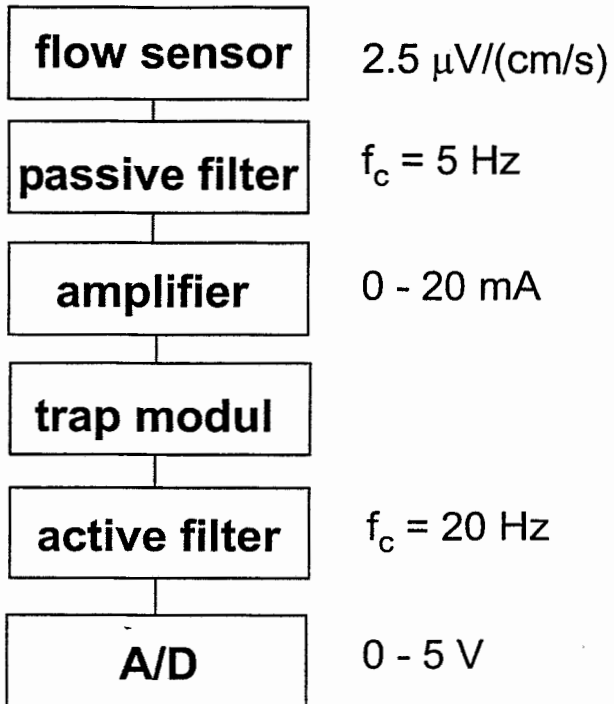 flow sensor 2.5 μV/(cm/s)
passive filter f_c = 5 Hz
amplifier 0 - 20 mA
trap modul
active filter f_c = 20 Hz
A/D 0 - 5 V